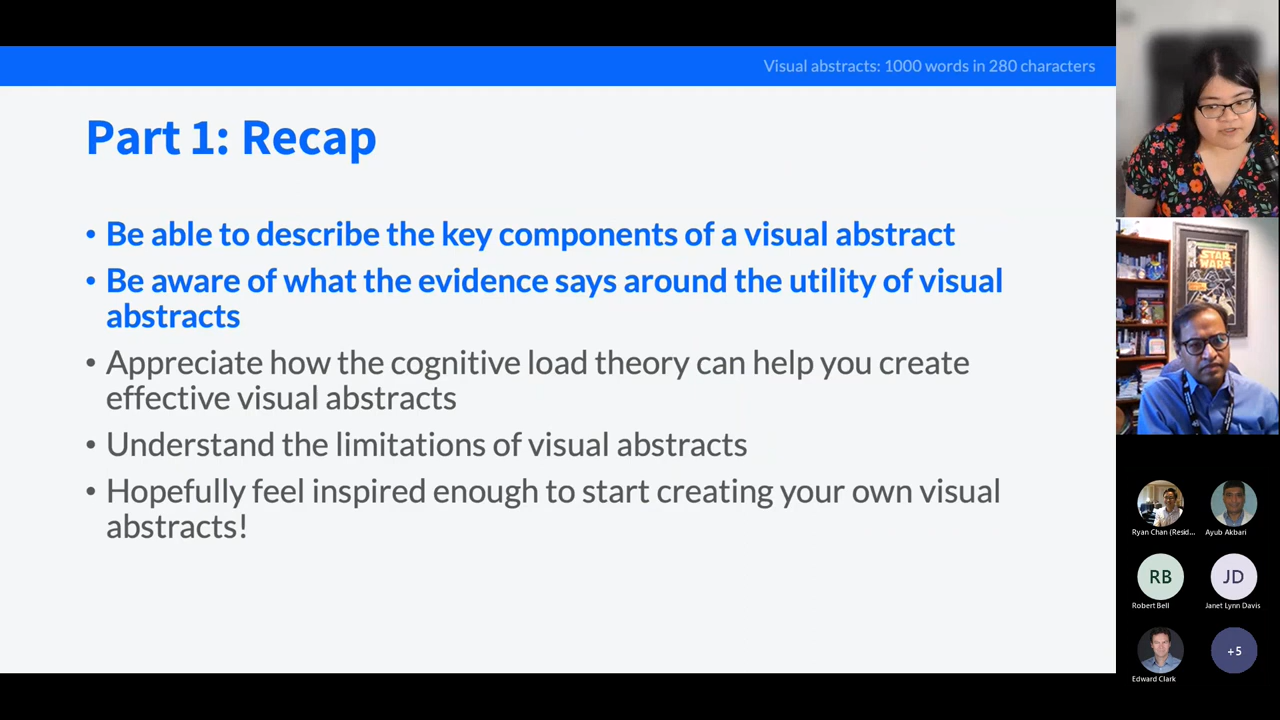 Visual abstracts: 1000 words in 280 characters
Part 1: Recap
• Be able to describe the key components of a visual abstract
• Be aware of what the evidence says around the utility of visual
abstracts
• Appreciate how the cognitive load theory can help you create
effective visual abstracts
• Understand the limitations of visual abstracts
• Hopefully feel inspired enough to start creating your own visual
abstracts!
STAR
WARS
Ryan Chan (Resid...
Ayub Akbari
RB
JD
Robert Bell
Janet Lynn Davis
+5
Edward Clark